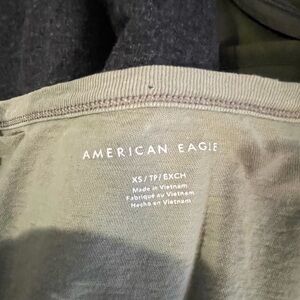 AMERICAN EAGLE
XS/TP/EXCH
Made in Vietnam
Fabriqué au Vietnam
Hecho en Vietnam